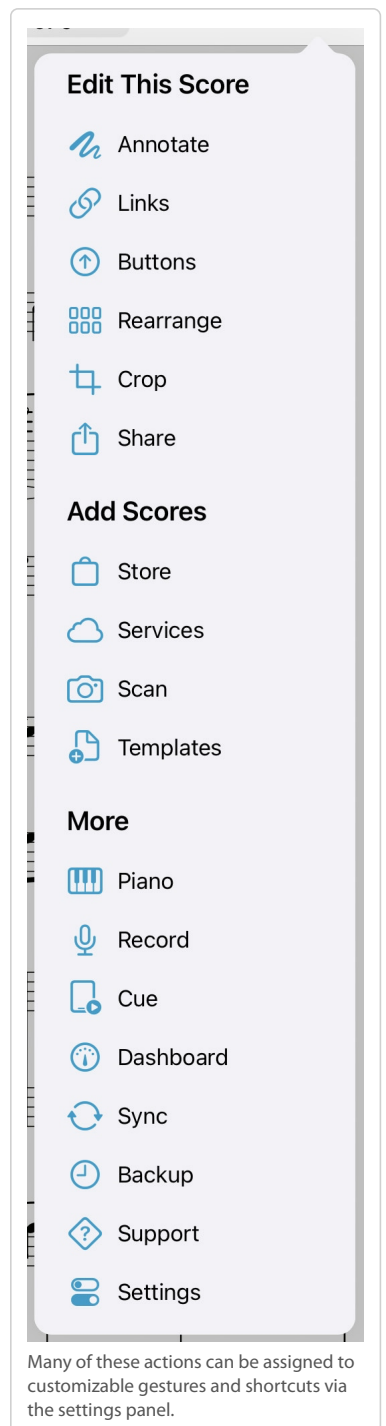 Edit This Score
Annotate
Links
Buttons
Rearrange
Crop
Share
Add Scores
Store
Services
Scan
Templates
More
Piano
Record
Cue
Dashboard
Sync
Backup
Support
Settings
Many of these actions can be assigned to
customizable gestures and shortcuts via
the settings panel.